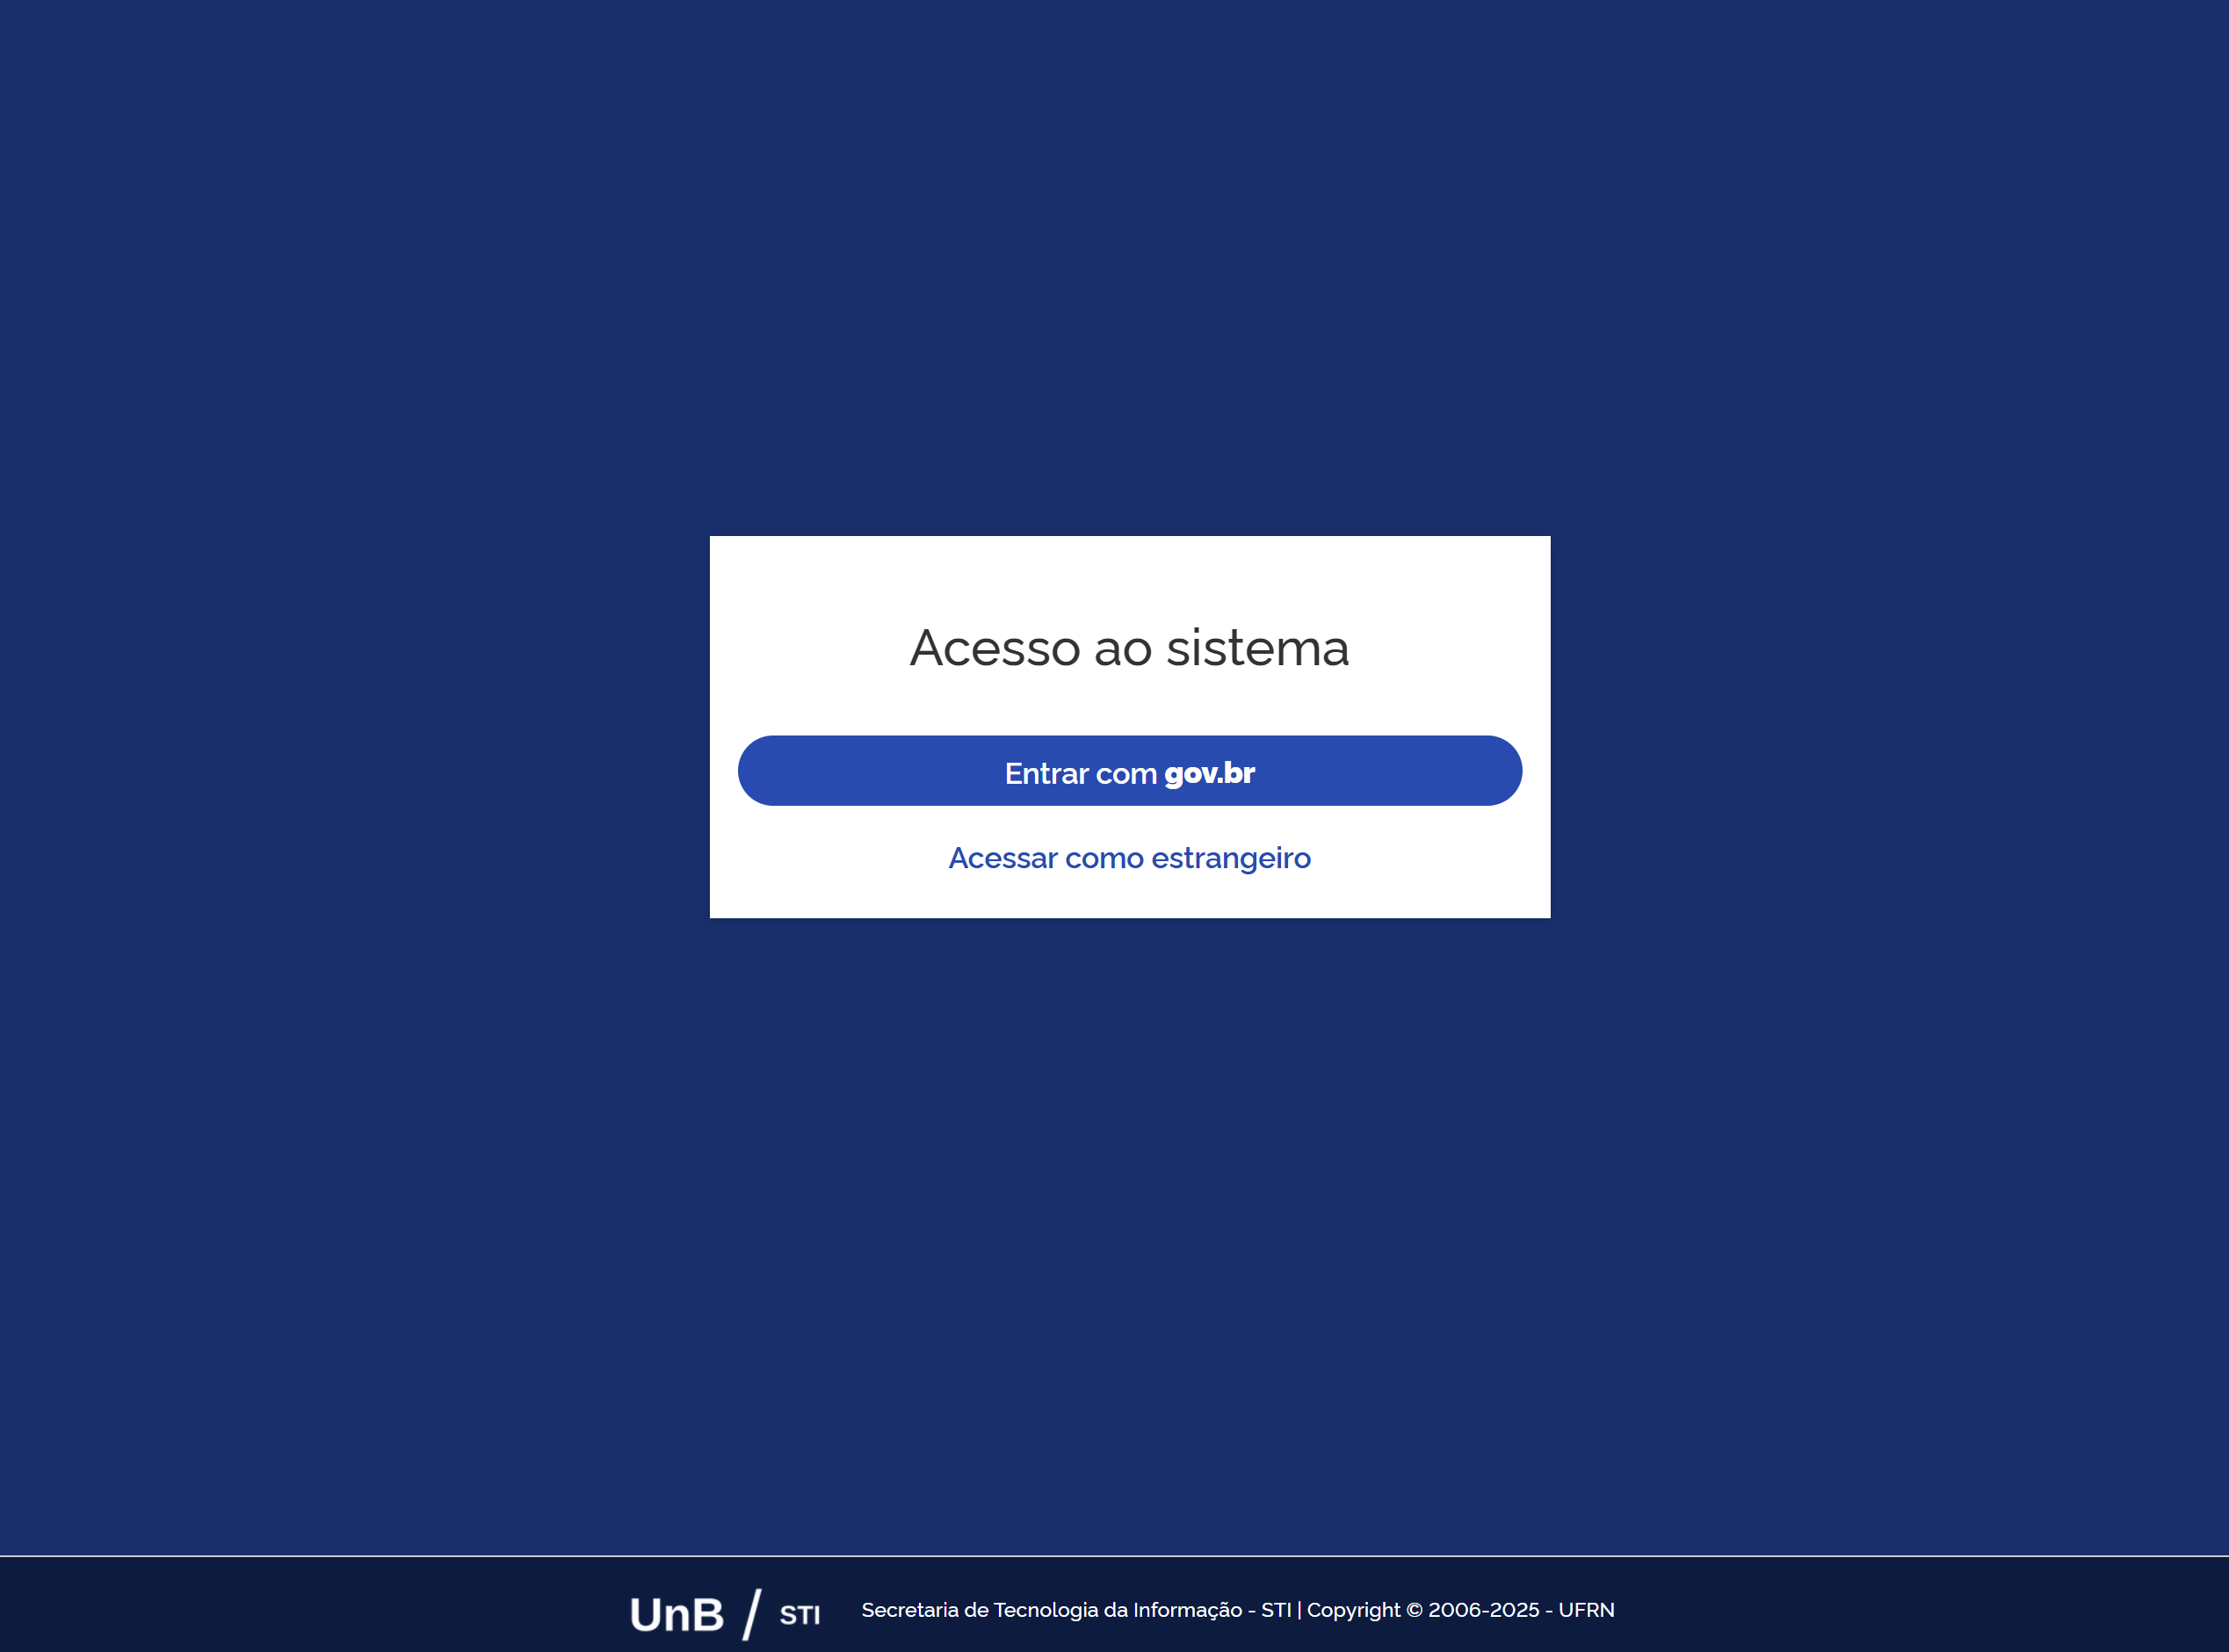 Acesso ao sistema
Entrar com gov.br
Acessar como estrangeiro
UnB / STI Secretaria de Tecnologia da Informação - STI | Copyright © 2006-2025 - UFRN